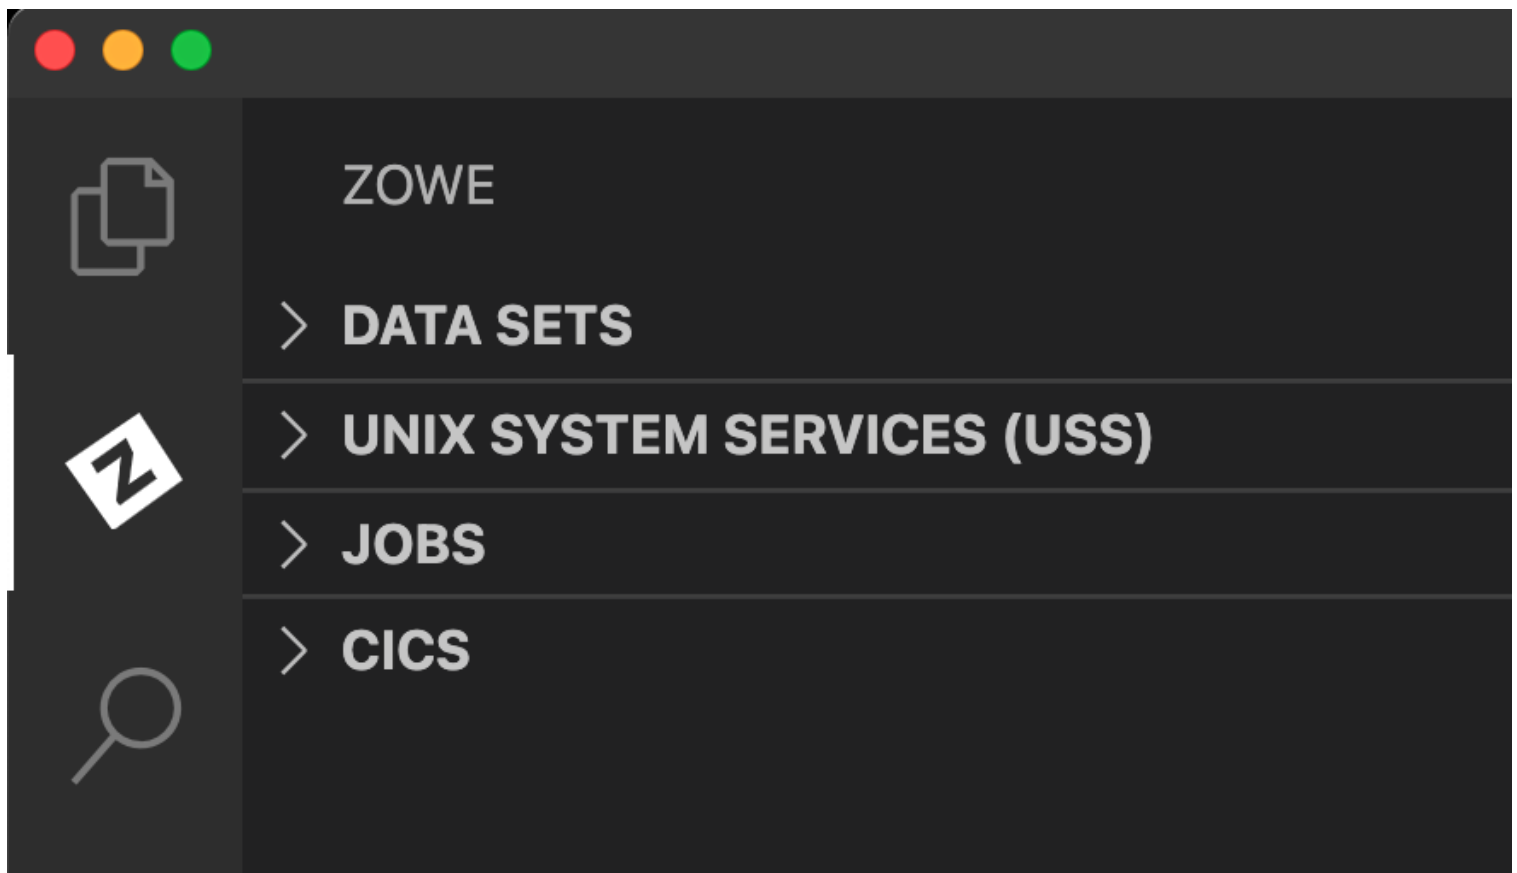 ZOWE
DATA SETS
UNIX SYSTEM SERVICES (USS)
Z
JOBS
CICS